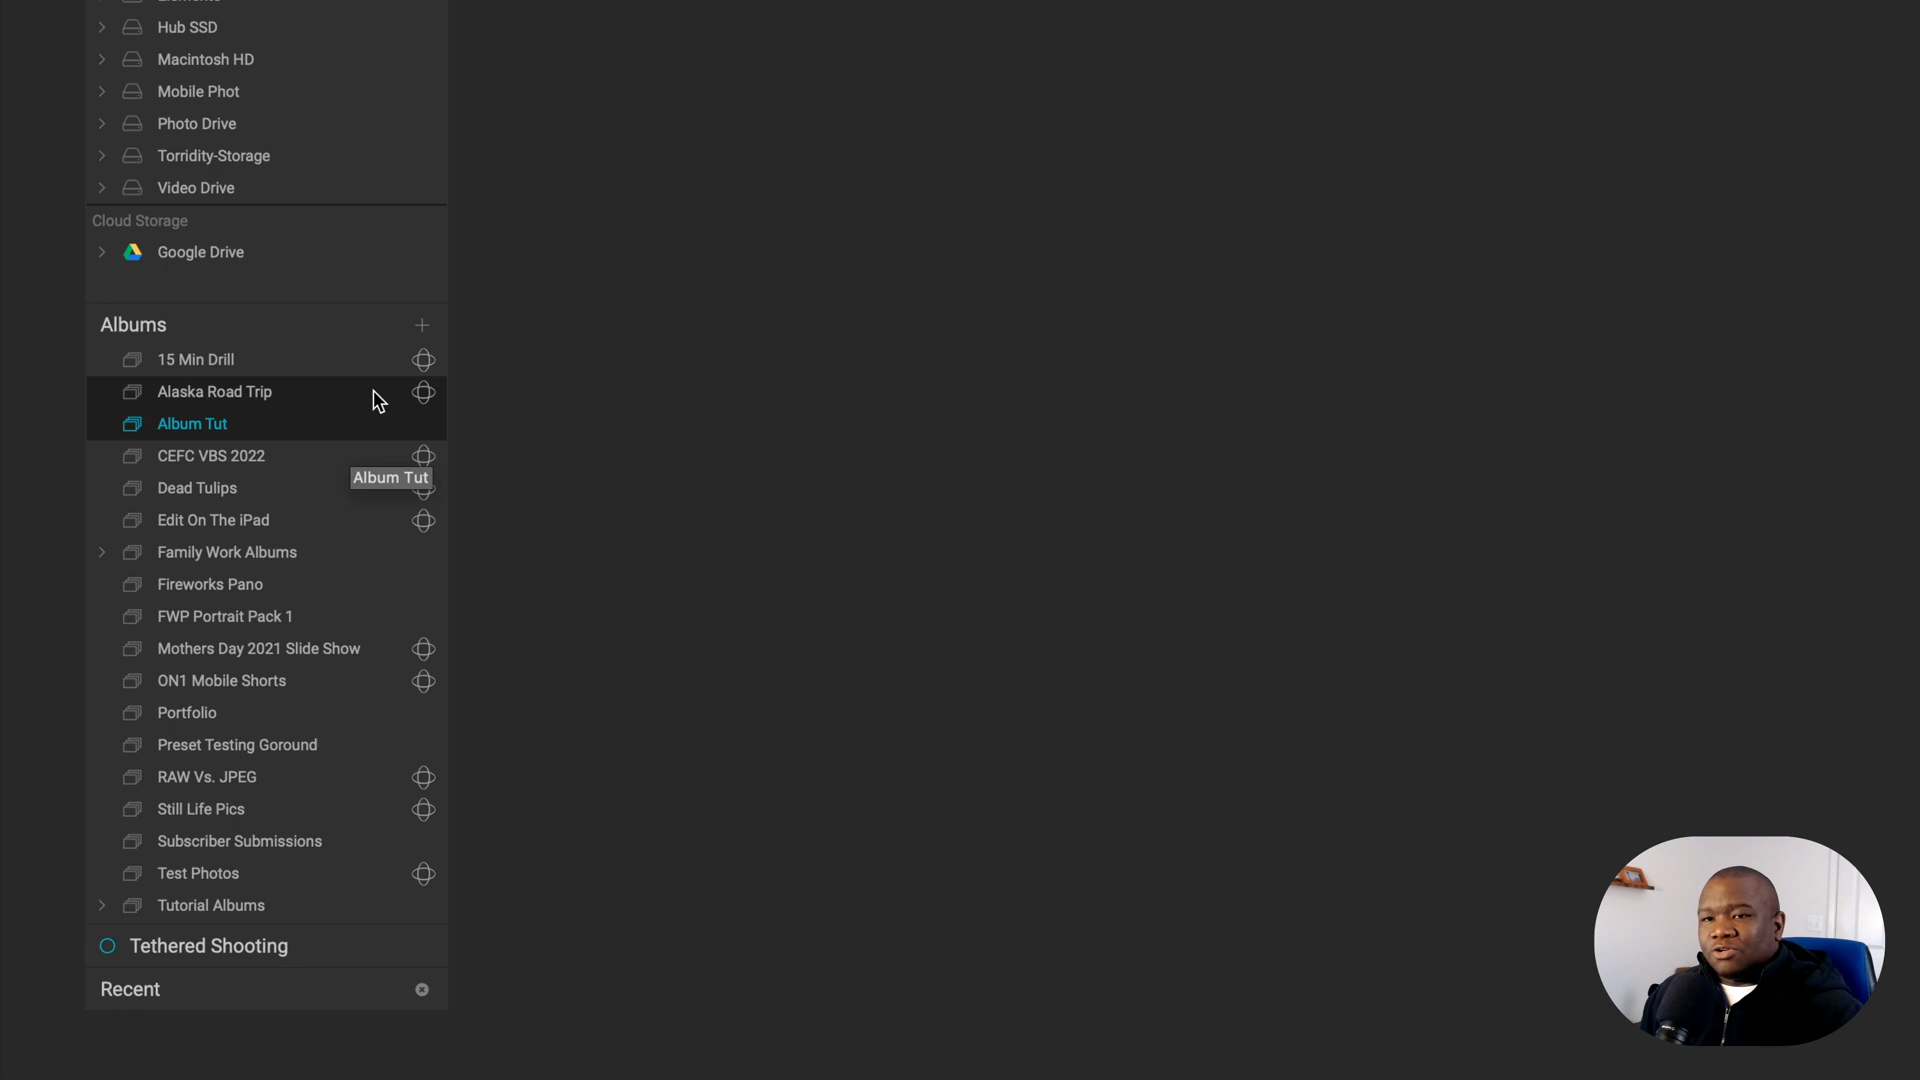 Hub SSD
Macintosh HD
Mobile Phot
Photo Drive
Torridity-Storage
Video Drive
Cloud Storage
Google Drive
Albums
15 Min Drill
Alaska Road Trip
Album Tut
CEFC VBS 2022
Album Tut
Dead Tulips
Edit On The iPad
Family Work Albums
Fireworks Pano
FWP Portrait Pack 1
Mothers Day 2021 Slide Show
ON1 Mobile Shorts
Portfolio
Preset Testing Goround
RAW Vs. JPEG
Still Life Pics
Subscriber Submissions
Test Photos
Tutorial Albums
Tethered Shooting
Recent